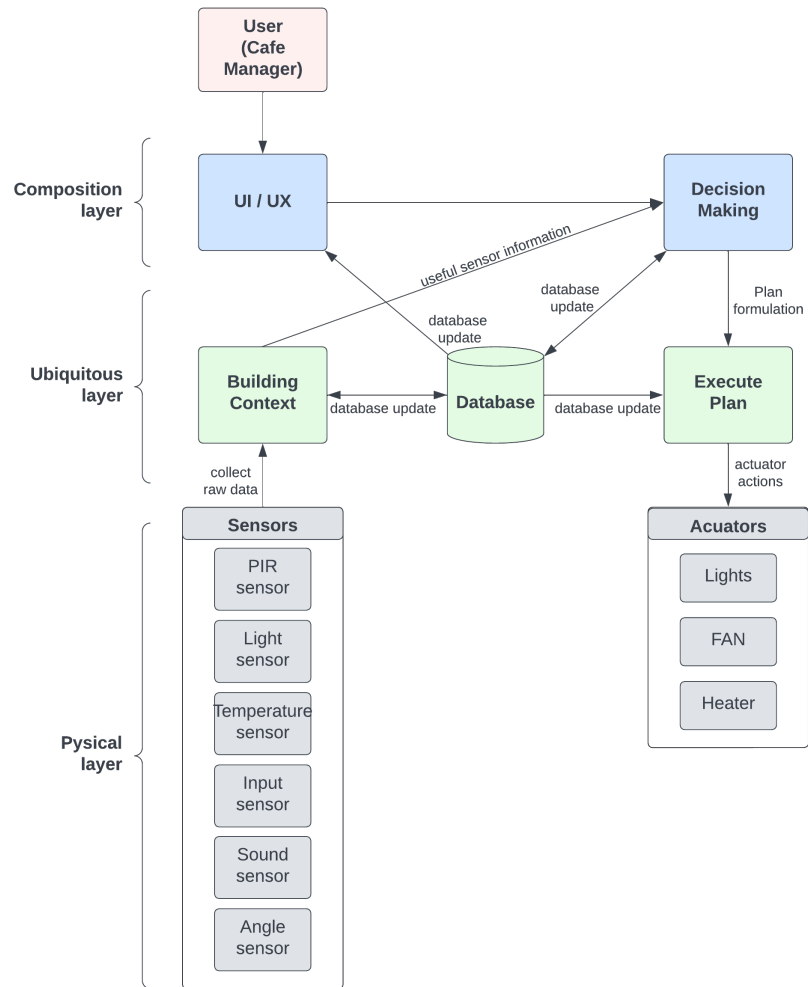 User
(Cafe
Manager)
Composition
layer
UI / UX
Decision
Making
useful sensor information
database
update
database
update
Plan
formulation
Ubiquitous
layer
Building
Context
database update
Database
database update
Execute
Plan
collect
raw data
actuator
actions
Sensors
Acuators
PIR
sensor
Light
sensor
Temperature
sensor
Input
sensor
Sound
sensor
Angle
sensor
Lights
FAN
Heater
Pysical
layer